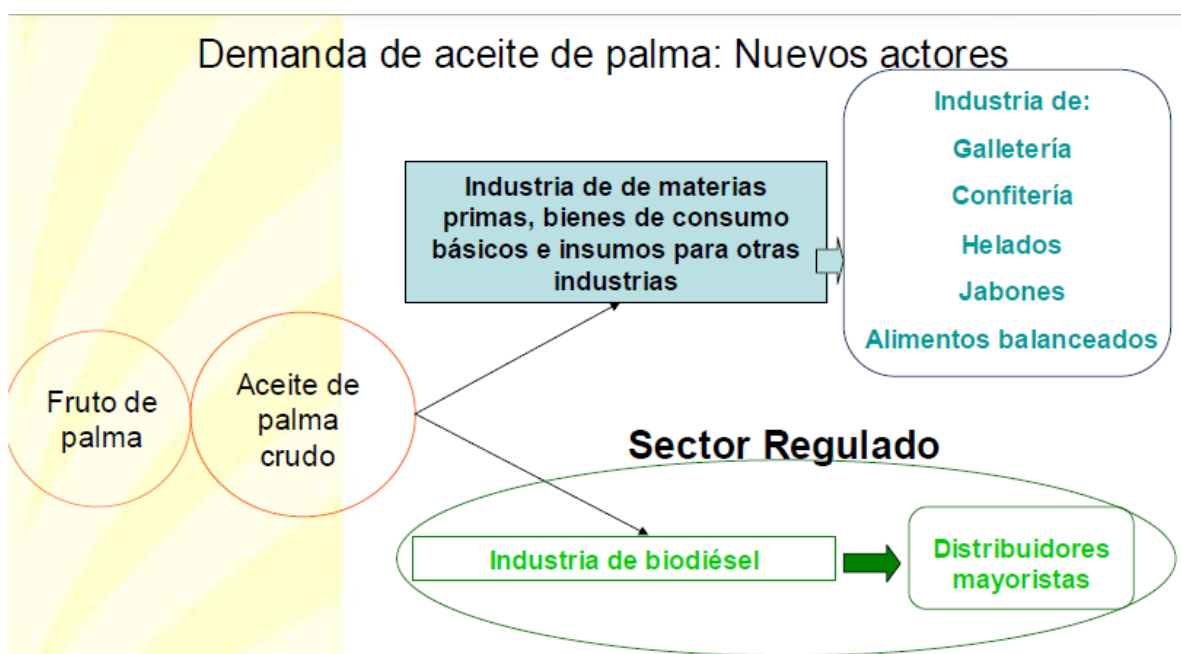 Demanda de aceite de palma: Nuevos actores
Industria de:
Galletería
Confitería
Helados
Jabones
Alimentos balanceados
Industria de de materias
primas, bienes de consumo
básicos e insumos para otras
industrias
Fruto de
palma
Aceite de
palma
crudo
Sector Regulado
Industria de biodiésel
Distribuidores
mayoristas